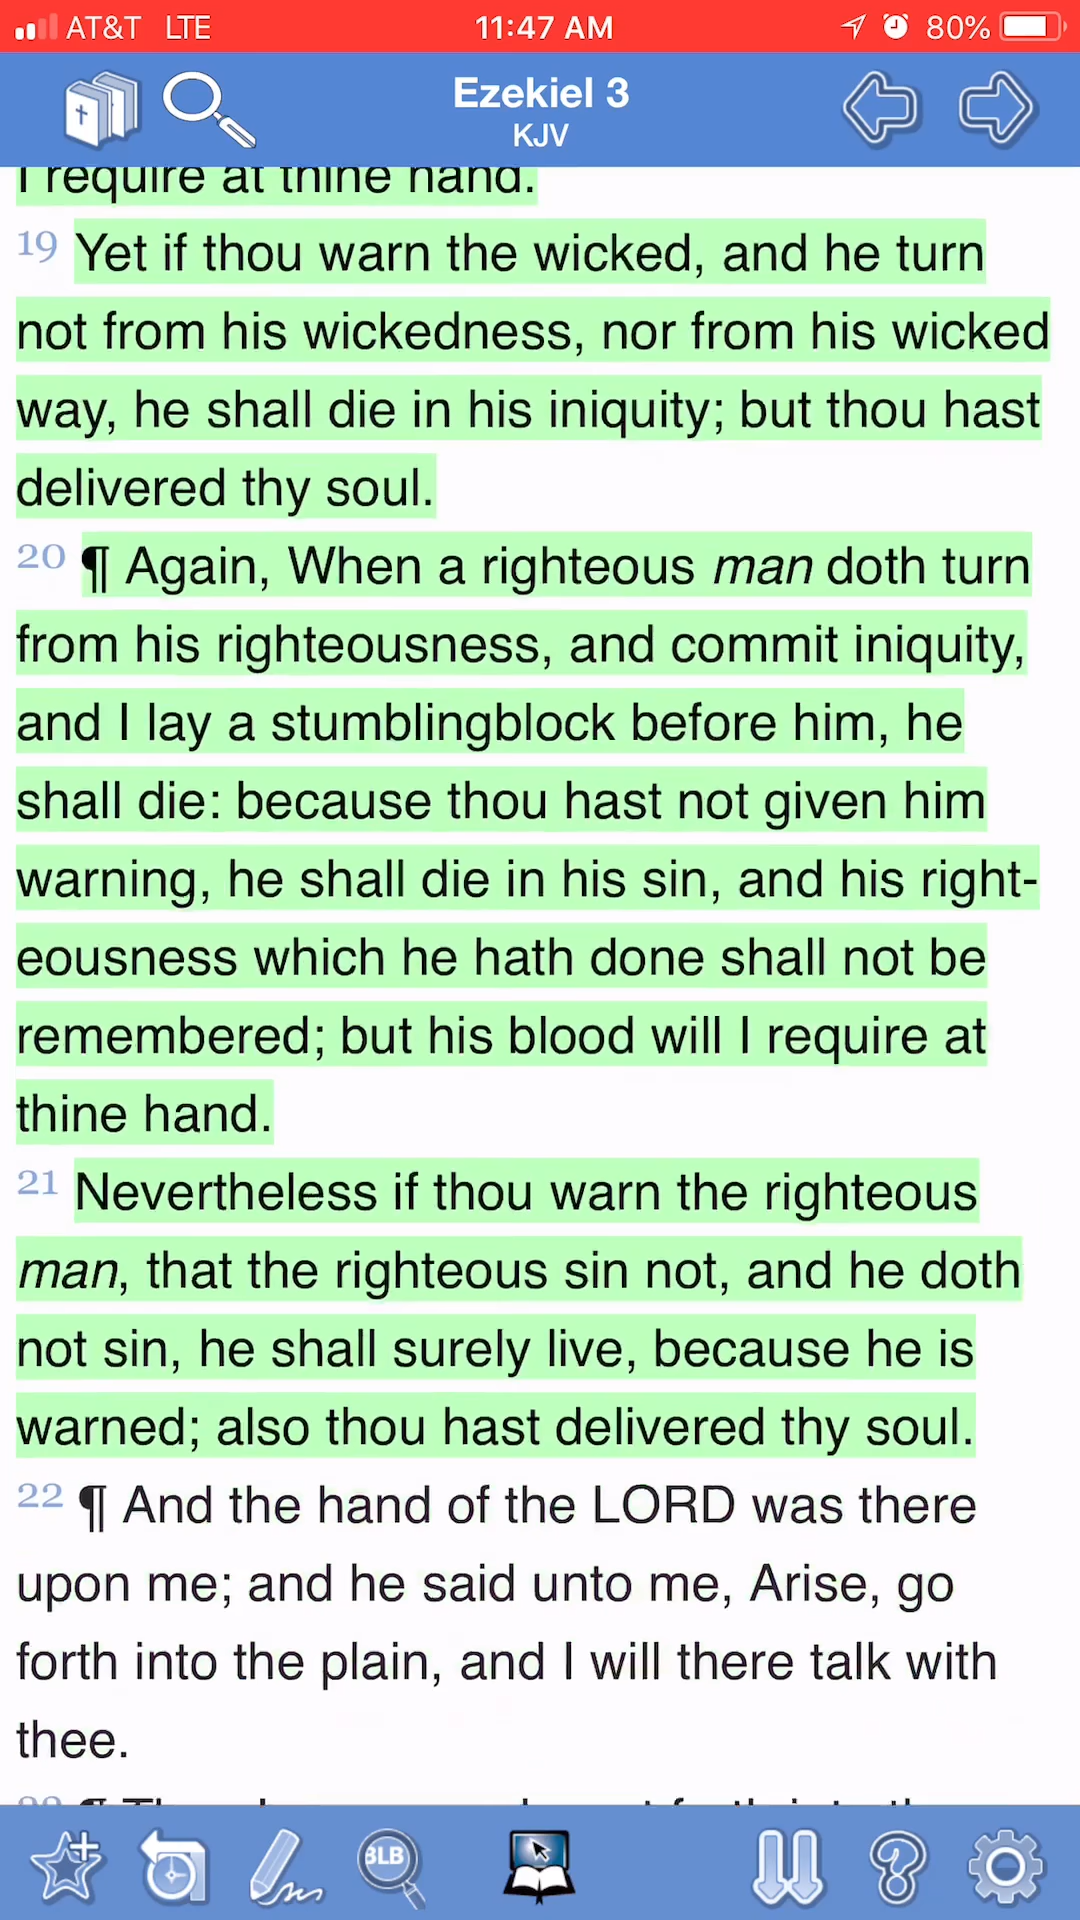 AT&T LTE 11:47 AM 80%
Ezekiel 3
KJV
I require at thine hand.
19 Yet if thou warn the wicked, and he turn
not from his wickedness, nor from his wicked
way, he shall die in his iniquity; but thou hast
delivered thy soul.
20 ¶ Again, When a righteous man doth turn
from his righteousness, and commit iniquity,
and I lay a stumblingblock before him, he
shall die: because thou hast not given him
warning, he shall die in his sin, and his right-
eousness which he hath done shall not be
remembered; but his blood will I require at
thine hand.
21 Nevertheless if thou warn the righteous
man, that the righteous sin not, and he doth
not sin, he shall surely live, because he is
warned; also thou hast delivered thy soul.
22 ¶ And the hand of the LORD was there
upon me; and he said unto me, Arise, go
forth into the plain, and I will there talk with
thee.
BLB